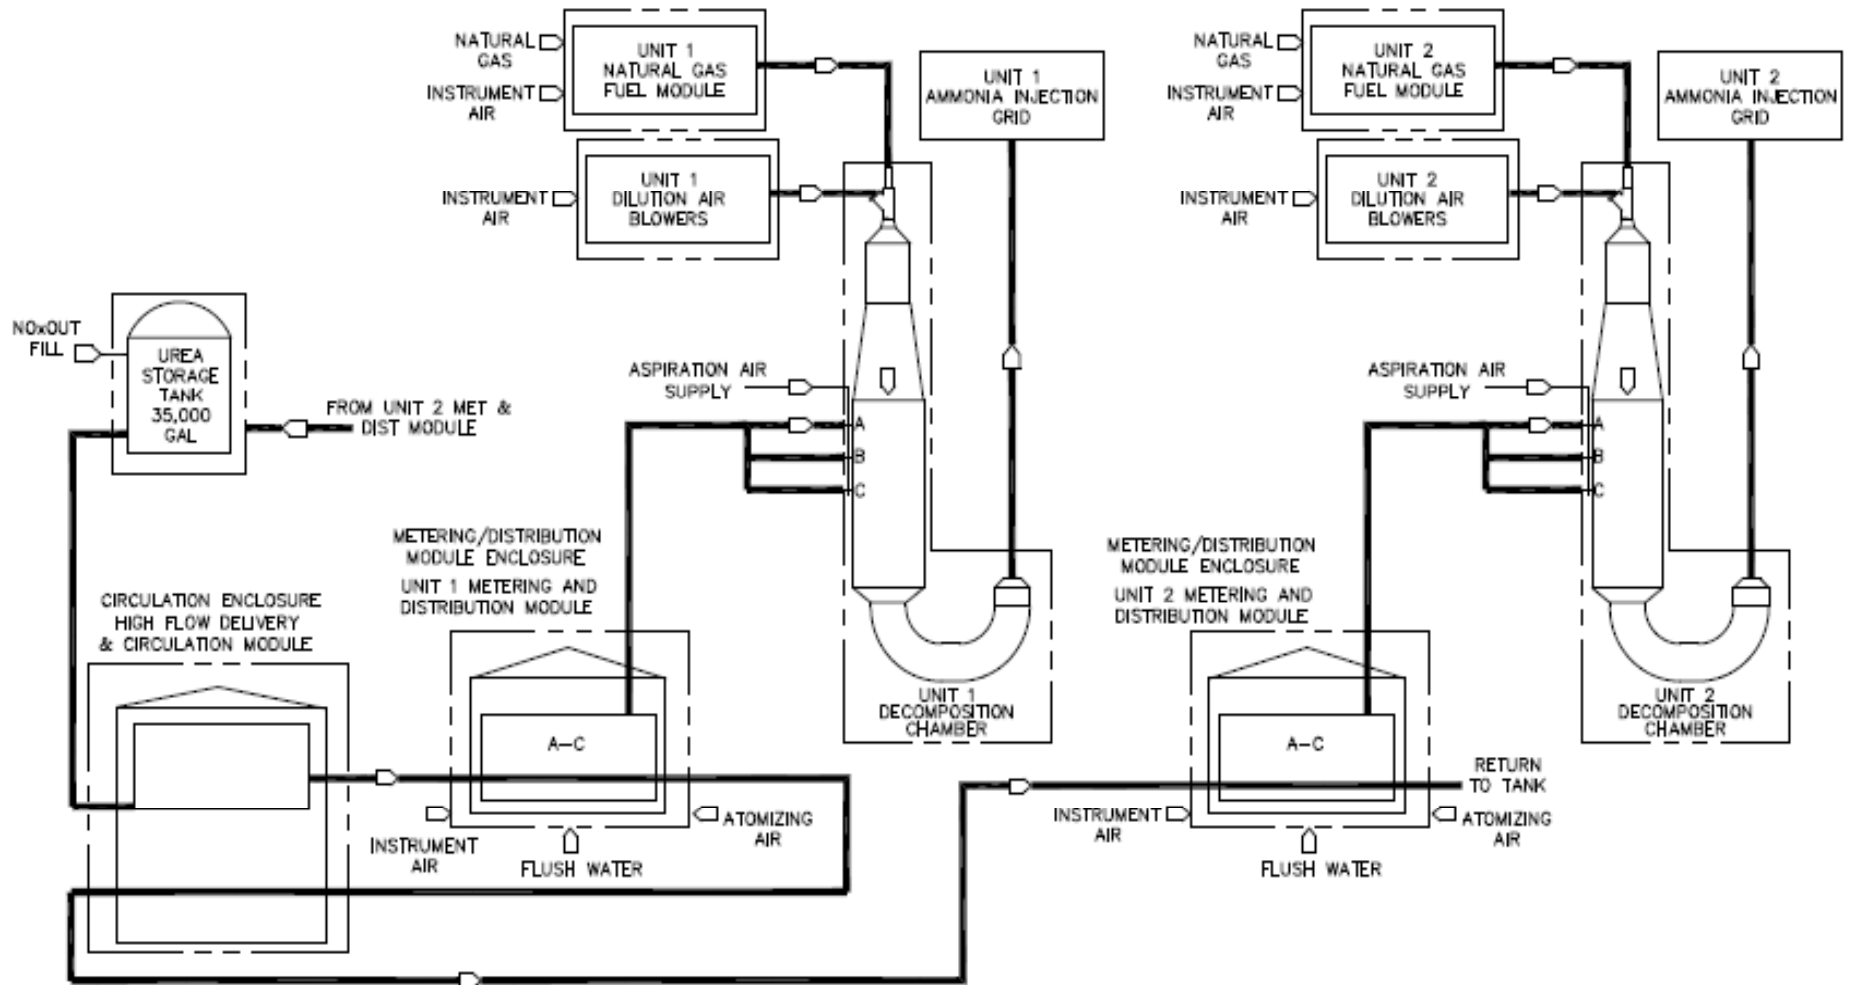 NATURAL
GAS
UNIT 1
NATURAL GAS
FUEL MODULE
INSTRUMENT
AIR
UNIT 1
AMMONIA INJECTION
GRID
INSTRUMENT
AIR
UNIT 1
DILUTION AIR
BLOWERS
NATURAL
GAS
UNIT 2
NATURAL GAS
FUEL MODULE
INSTRUMENT
AIR
UNIT 2
AMMONIA INJECTION
GRID
INSTRUMENT
AIR
UNIT 2
DILUTION AIR
BLOWERS
NOxOUT
FILL
UREA
STORAGE
TANK
35,000
GAL
FROM UNIT 2 MET &
DIST MODULE
ASPIRATION AIR
SUPPLY
A
B
C
ASPIRATION AIR
SUPPLY
A
B
C
METERING/DISTRIBUTION
MODULE ENCLOSURE
UNIT 1 METERING AND
DISTRIBUTION MODULE
METERING/DISTRIBUTION
MODULE ENCLOSURE
UNIT 2 METERING AND
DISTRIBUTION MODULE
CIRCULATION ENCLOSURE
HIGH FLOW DELIVERY
& CIRCULATION MODULE
A-C
UNIT 1
DECOMPOSITION
CHAMBER
A-C
UNIT 2
DECOMPOSITION
CHAMBER
RETURN
TO TANK
INSTRUMENT
AIR
FLUSH WATER
ATOMIZING
AIR
INSTRUMENT
AIR
FLUSH WATER
ATOMIZING
AIR